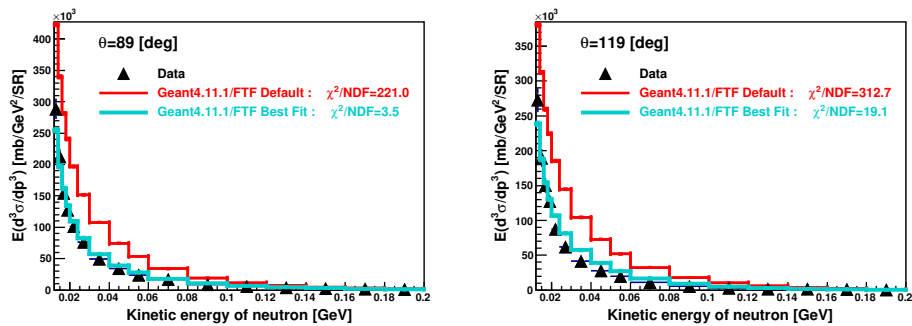 ×10³
θ=89 [deg]
Data
Geant4.11.1/FTF Default : χ²/NDF=221.0
Geant4.11.1/FTF Best Fit : χ²/NDF=3.5
E(d³σ/dp³) [mb/GeV²/SR]
400
350
300
250
200
150
100
50
0
0.02 0.04 0.06 0.08 0.1 0.12 0.14 0.16 0.18 0.2
Kinetic energy of neutron [GeV]
×10³
θ=119 [deg]
Data
Geant4.11.1/FTF Default : χ²/NDF=312.7
Geant4.11.1/FTF Best Fit : χ²/NDF=19.1
E(d³σ/dp³) [mb/GeV²/SR]
350
300
250
200
150
100
50
0
0.02 0.04 0.06 0.08 0.1 0.12 0.14 0.16 0.18 0.2
Kinetic energy of neutron [GeV]